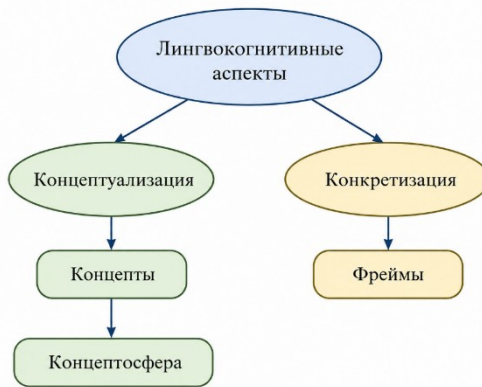 Лингвокогнитивные
аспекты
Концептуализация
Конкретизация
Концепты
Фреймы
Концептосфера